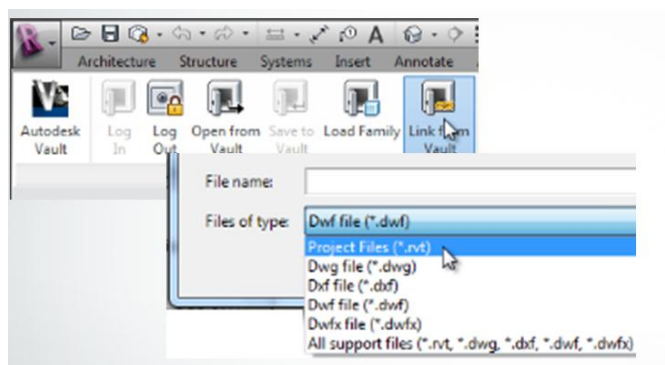 A
Architecture Structure Systems Insert Annotate
Autodesk Vault
Log In
Log Out
Open from Vault
Save to Vault
Load Family
Link from Vault
File name:
Files of type: Dwf file (*.dwf)
Project Files (*.rvt)
Dwg file (*.dwg)
Dxf file (*.dxf)
Dwf file (*.dwf)
Dwfx file (*.dwfx)
All support files (*.rvt, *.dwg, *.dxf, *.dwf, *.dwfx)